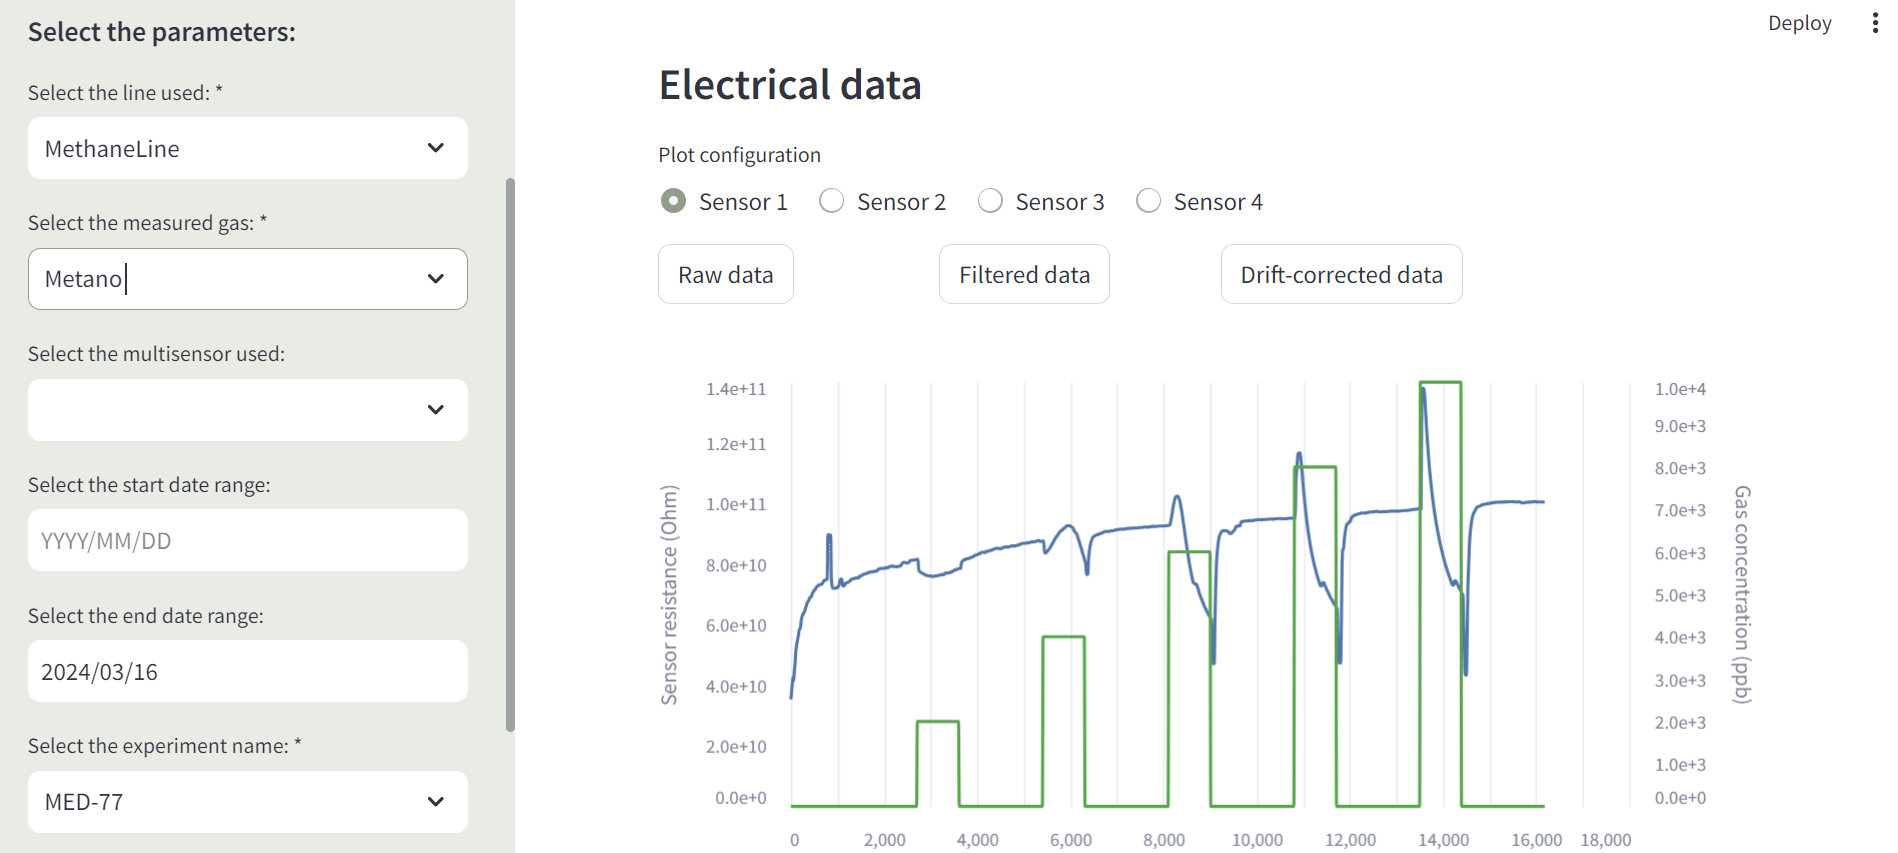 Select the parameters:
Select the line used: *
MethaneLine
Select the measured gas: *
Metano
Select the multisensor used:
Select the start date range:
YYYY/MM/DD
Select the end date range:
2024/03/16
Select the experiment name: *
MED-77
Deploy
Electrical data
Plot configuration
Sensor 1 Sensor 2 Sensor 3 Sensor 4
Raw data Filtered data Drift-corrected data
Sensor resistance (Ohm)
1.4e+11
1.2e+11
1.0e+11
8.0e+10
6.0e+10
4.0e+10
2.0e+10
0.0e+0
1.0e+4
9.0e+3
8.0e+3
7.0e+3
6.0e+3
5.0e+3
4.0e+3
3.0e+3
2.0e+3
1.0e+3
0.0e+0
Gas concentration (ppb)
0 2,000 4,000 6,000 8,000 10,000 12,000 14,000 16,000 18,000